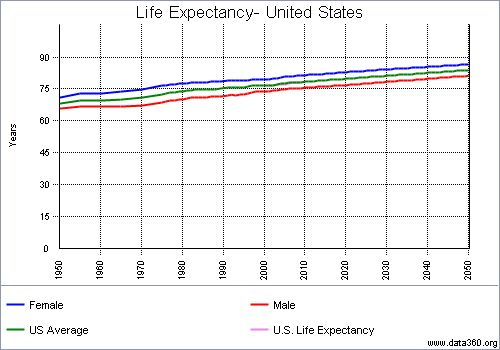 Life Expectancy- United States
Years
90
75
60
45
30
15
0
1950 1960 1970 1980 1990 2000 2010 2020 2030 2040 2050
Female Male
US Average U.S. Life Expectancy
www.data360.org